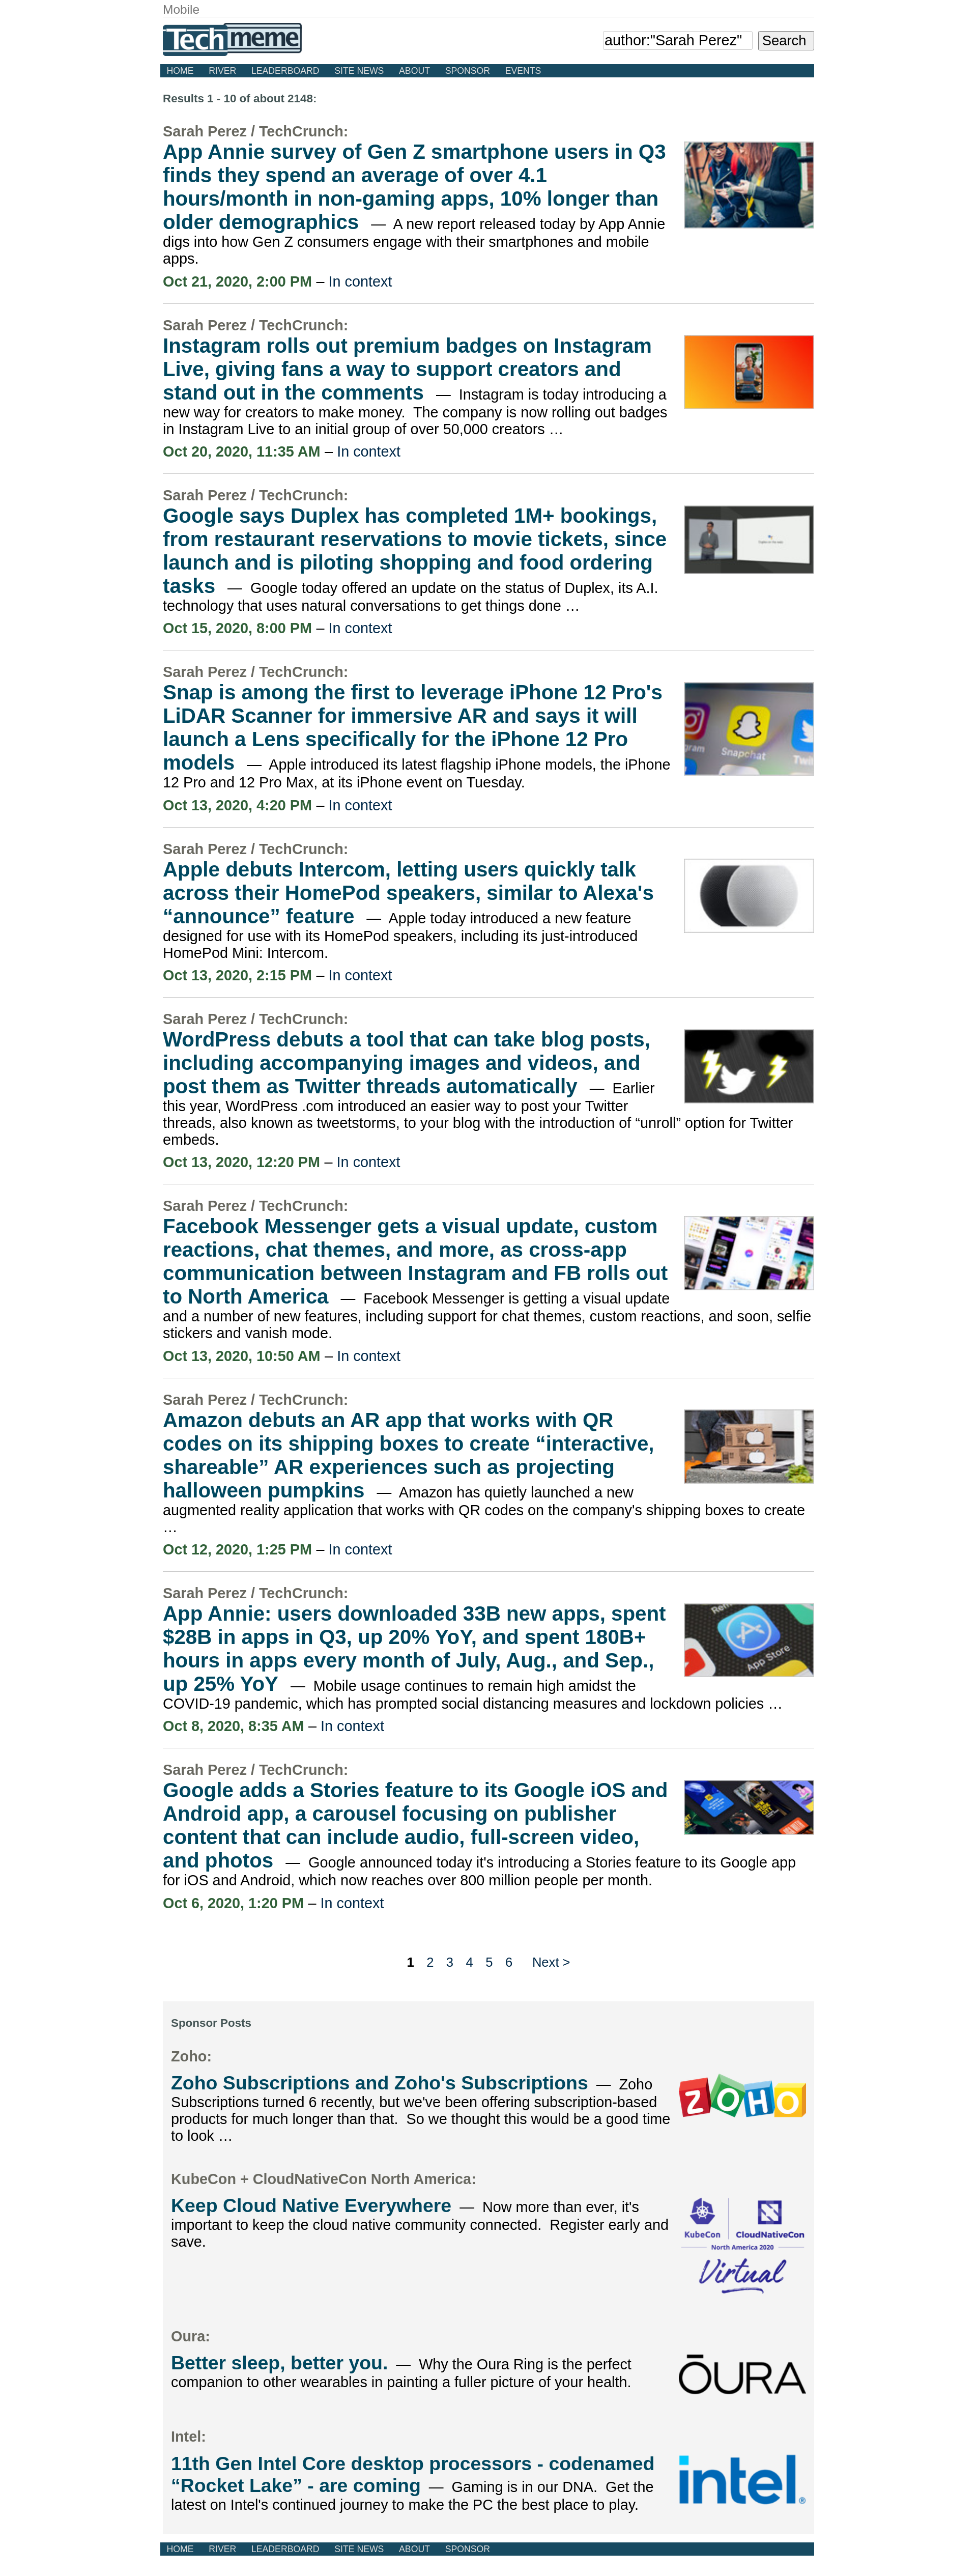 Mobile
Techmeme
author:"Sarah Perez"
Search
HOME RIVER LEADERBOARD SITE NEWS ABOUT SPONSOR EVENTS
Results 1 - 10 of about 2148:
Sarah Perez / TechCrunch:
App Annie survey of Gen Z smartphone users in Q3
finds they spend an average of over 4.1
hours/month in non-gaming apps, 10% longer than
older demographics — A new report released today by App Annie
digs into how Gen Z consumers engage with their smartphones and mobile
apps.
Oct 21, 2020, 2:00 PM – In context
Sarah Perez / TechCrunch:
Instagram rolls out premium badges on Instagram
Live, giving fans a way to support creators and
stand out in the comments — Instagram is today introducing a
new way for creators to make money. The company is now rolling out badges
in Instagram Live to an initial group of over 50,000 creators …
Oct 20, 2020, 11:35 AM – In context
Sarah Perez / TechCrunch:
Google says Duplex has completed 1M+ bookings,
from restaurant reservations to movie tickets, since
launch and is piloting shopping and food ordering
tasks — Google today offered an update on the status of Duplex, its A.I.
technology that uses natural conversations to get things done …
Oct 15, 2020, 8:00 PM – In context
Sarah Perez / TechCrunch:
Snap is among the first to leverage iPhone 12 Pro's
LiDAR Scanner for immersive AR and says it will
launch a Lens specifically for the iPhone 12 Pro
models — Apple introduced its latest flagship iPhone models, the iPhone
12 Pro and 12 Pro Max, at its iPhone event on Tuesday.
Snapchat
Oct 13, 2020, 4:20 PM – In context
Sarah Perez / TechCrunch:
Apple debuts Intercom, letting users quickly talk
across their HomePod speakers, similar to Alexa's
“announce” feature — Apple today introduced a new feature
designed for use with its HomePod speakers, including its just-introduced
HomePod Mini: Intercom.
Oct 13, 2020, 2:15 PM – In context
Sarah Perez / TechCrunch:
WordPress debuts a tool that can take blog posts,
including accompanying images and videos, and
post them as Twitter threads automatically — Earlier
this year, WordPress .com introduced an easier way to post your Twitter
threads, also known as tweetstorms, to your blog with the introduction of “unroll” option for Twitter
embeds.
Oct 13, 2020, 12:20 PM – In context
Sarah Perez / TechCrunch:
Facebook Messenger gets a visual update, custom
reactions, chat themes, and more, as cross-app
communication between Instagram and FB rolls out
to North America — Facebook Messenger is getting a visual update
and a number of new features, including support for chat themes, custom reactions, and soon, selfie
stickers and vanish mode.
Oct 13, 2020, 10:50 AM – In context
Sarah Perez / TechCrunch:
Amazon debuts an AR app that works with QR
codes on its shipping boxes to create “interactive,
shareable” AR experiences such as projecting
halloween pumpkins — Amazon has quietly launched a new
augmented reality application that works with QR codes on the company's shipping boxes to create
…
Oct 12, 2020, 1:25 PM – In context
Sarah Perez / TechCrunch:
App Annie: users downloaded 33B new apps, spent
$28B in apps in Q3, up 20% YoY, and spent 180B+
hours in apps every month of July, Aug., and Sep.,
up 25% YoY — Mobile usage continues to remain high amidst the
COVID-19 pandemic, which has prompted social distancing measures and lockdown policies …
App Store
Oct 8, 2020, 8:35 AM – In context
Sarah Perez / TechCrunch:
Google adds a Stories feature to its Google iOS and
Android app, a carousel focusing on publisher
content that can include audio, full-screen video,
and photos — Google announced today it's introducing a Stories feature to its Google app
for iOS and Android, which now reaches over 800 million people per month.
Oct 6, 2020, 1:20 PM – In context
1 2 3 4 5 6 Next >
Sponsor Posts
Zoho:
Zoho Subscriptions and Zoho's Subscriptions — Zoho
Subscriptions turned 6 recently, but we've been offering subscription-based
products for much longer than that. So we thought this would be a good time
to look …
ZOHO
KubeCon + CloudNativeCon North America:
Keep Cloud Native Everywhere — Now more than ever, it's
important to keep the cloud native community connected. Register early and
save.
KubeCon CloudNativeCon
North America 2020
Virtual
Oura:
Better sleep, better you. — Why the Oura Ring is the perfect
companion to other wearables in painting a fuller picture of your health.
ŌURA
Intel:
11th Gen Intel Core desktop processors - codenamed
“Rocket Lake” - are coming — Gaming is in our DNA. Get the
latest on Intel's continued journey to make the PC the best place to play.
intel®
HOME RIVER LEADERBOARD SITE NEWS ABOUT SPONSOR